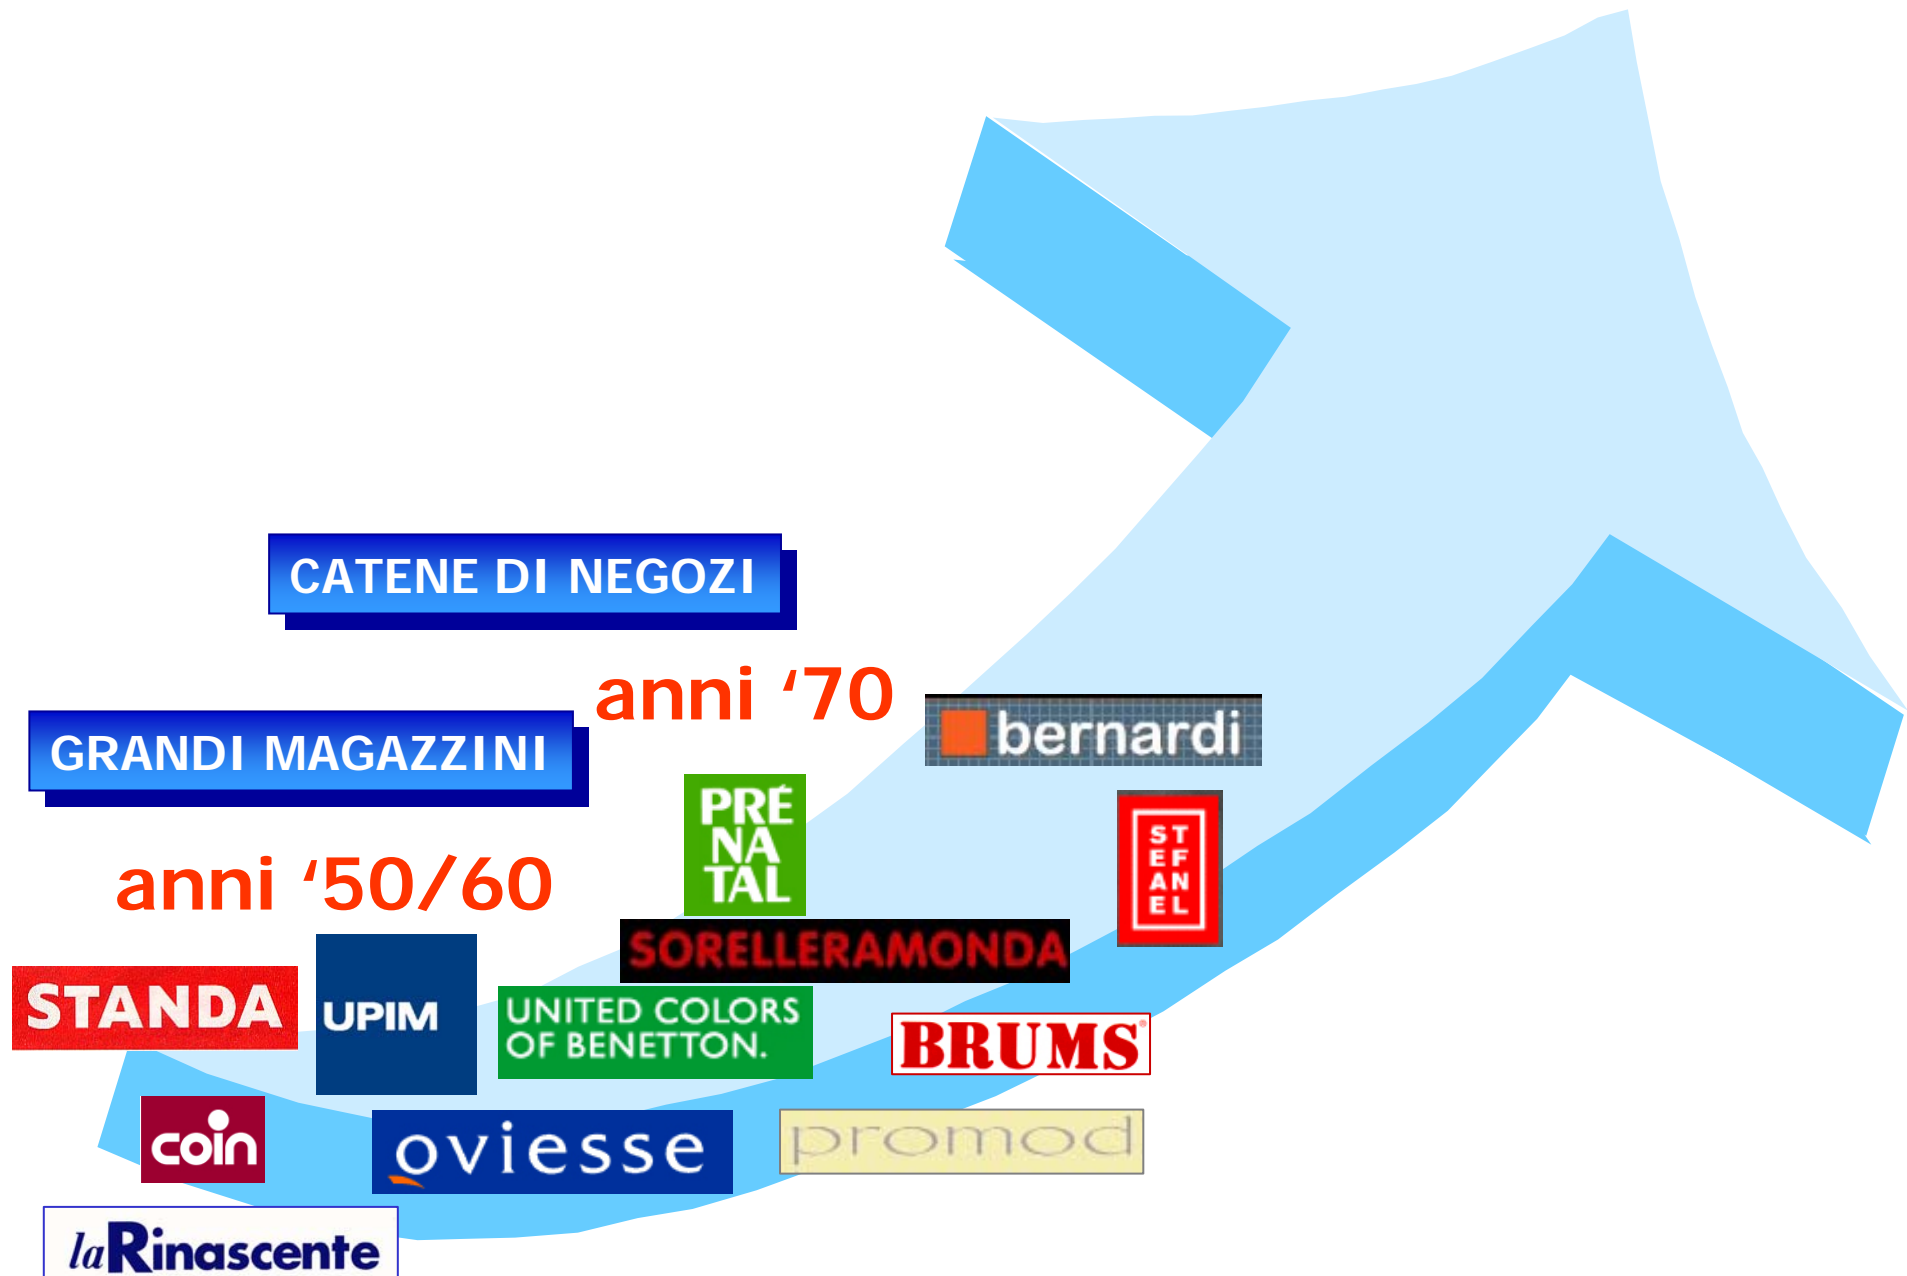 CATENE DI NEGOZI
anni ‘70
bernardi
GRANDI MAGAZZINI
PRÉ
NA
TAL
ST
EF
AN
EL
anni ‘50/60
SORELLERAMONDA
STANDA
UPIM
UNITED COLORS
OF BENETTON.
BRUMS®
coin
oviesse
promod
laRinascente